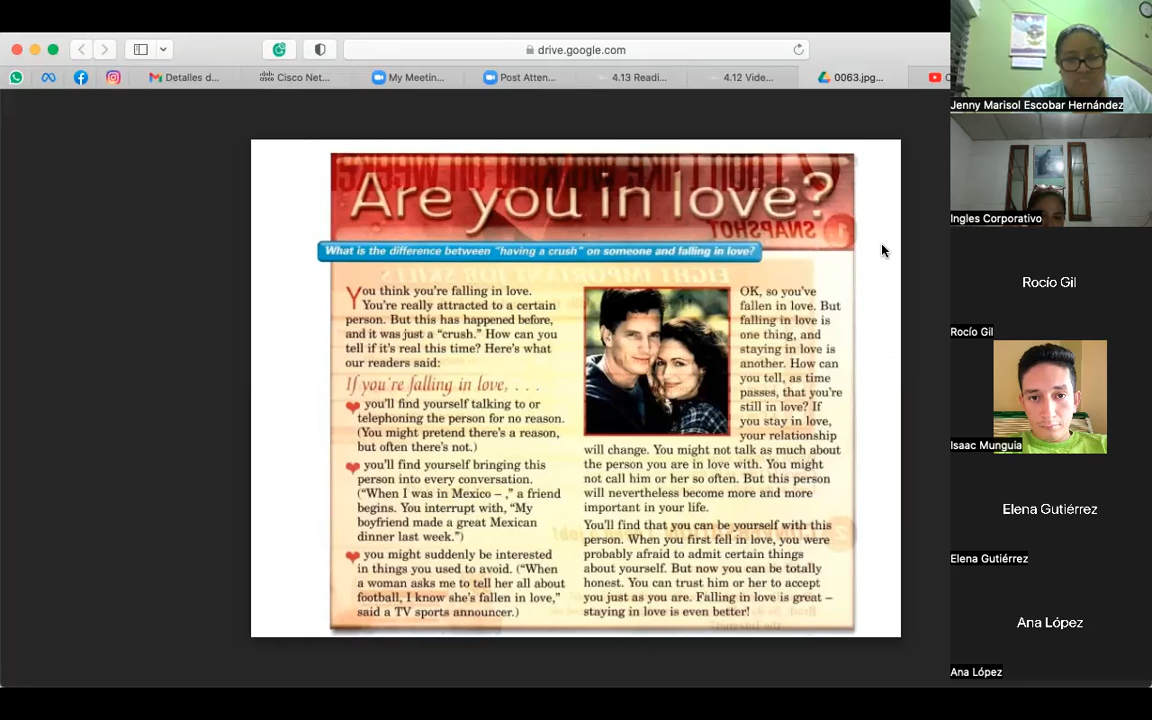 drive.google.com
Detalles d...
Cisco Net...
My Meetin...
Post Atten...
4.13 Readi...
4.12 Vide...
0063.jpg...
Are you in love?
SNAPSHOT
What is the difference between "having a crush" on someone and falling in love?
EIGHT IMPORTANT JOB SKILLS
You think you're falling in love.
You're really attracted to a certain
person. But this has happened before,
and it was just a "crush." How can you
tell if it's real this time? Here's what
our readers said:
If you're falling in love, . . .
you'll find yourself talking to or
telephoning the person for no reason.
(You might pretend there's a reason,
but often there's not.)
you'll find yourself bringing this
person into every conversation.
("When I was in Mexico – ," a friend
begins. You interrupt with, "My
boyfriend made a great Mexican
dinner last week.")
you might suddenly be interested
in things you used to avoid. ("When
a woman asks me to tell her all about
football, I know she's fallen in love,"
said a TV sports announcer.)
OK, so you've
fallen in love. But
falling in love is
one thing, and
staying in love is
another. How can
you tell, as time
passes, that you're
still in love? If
you stay in love,
your relationship
will change. You might not talk as much about
the person you are in love with. You might
not call him or her so often. But this person
will nevertheless become more and more
important in your life.
You'll find that you can be yourself with this
person. When you first fell in love, you were
probably afraid to admit certain things
about yourself. But now you can be totally
honest. You can trust him or her to accept
you just as you are. Falling in love is great –
staying in love is even better!
Jenny Marisol Escobar Hernández
Ingles Corporativo
Rocío Gil
Rocío Gil
Isaac Munguia
Elena Gutiérrez
Elena Gutiérrez
Ana López
Ana López